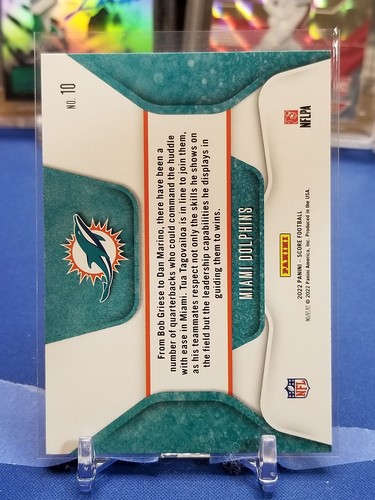 NO. 10
From Bob Griese to Dan Marino, there have been a
number of quarterbacks who could command the huddle
with ease in Miami. Tua Tagovailoa is in line to join them,
as his teammates respect not only the skills he shows on
the field but the leadership capabilities he displays in
guiding them to wins.
MIAMI DOLPHINS
PANINI
2022 PANINI - SCORE FOOTBALL
© 2022 Panini America, Inc. Produced in the USA.
NFL
NFLPA